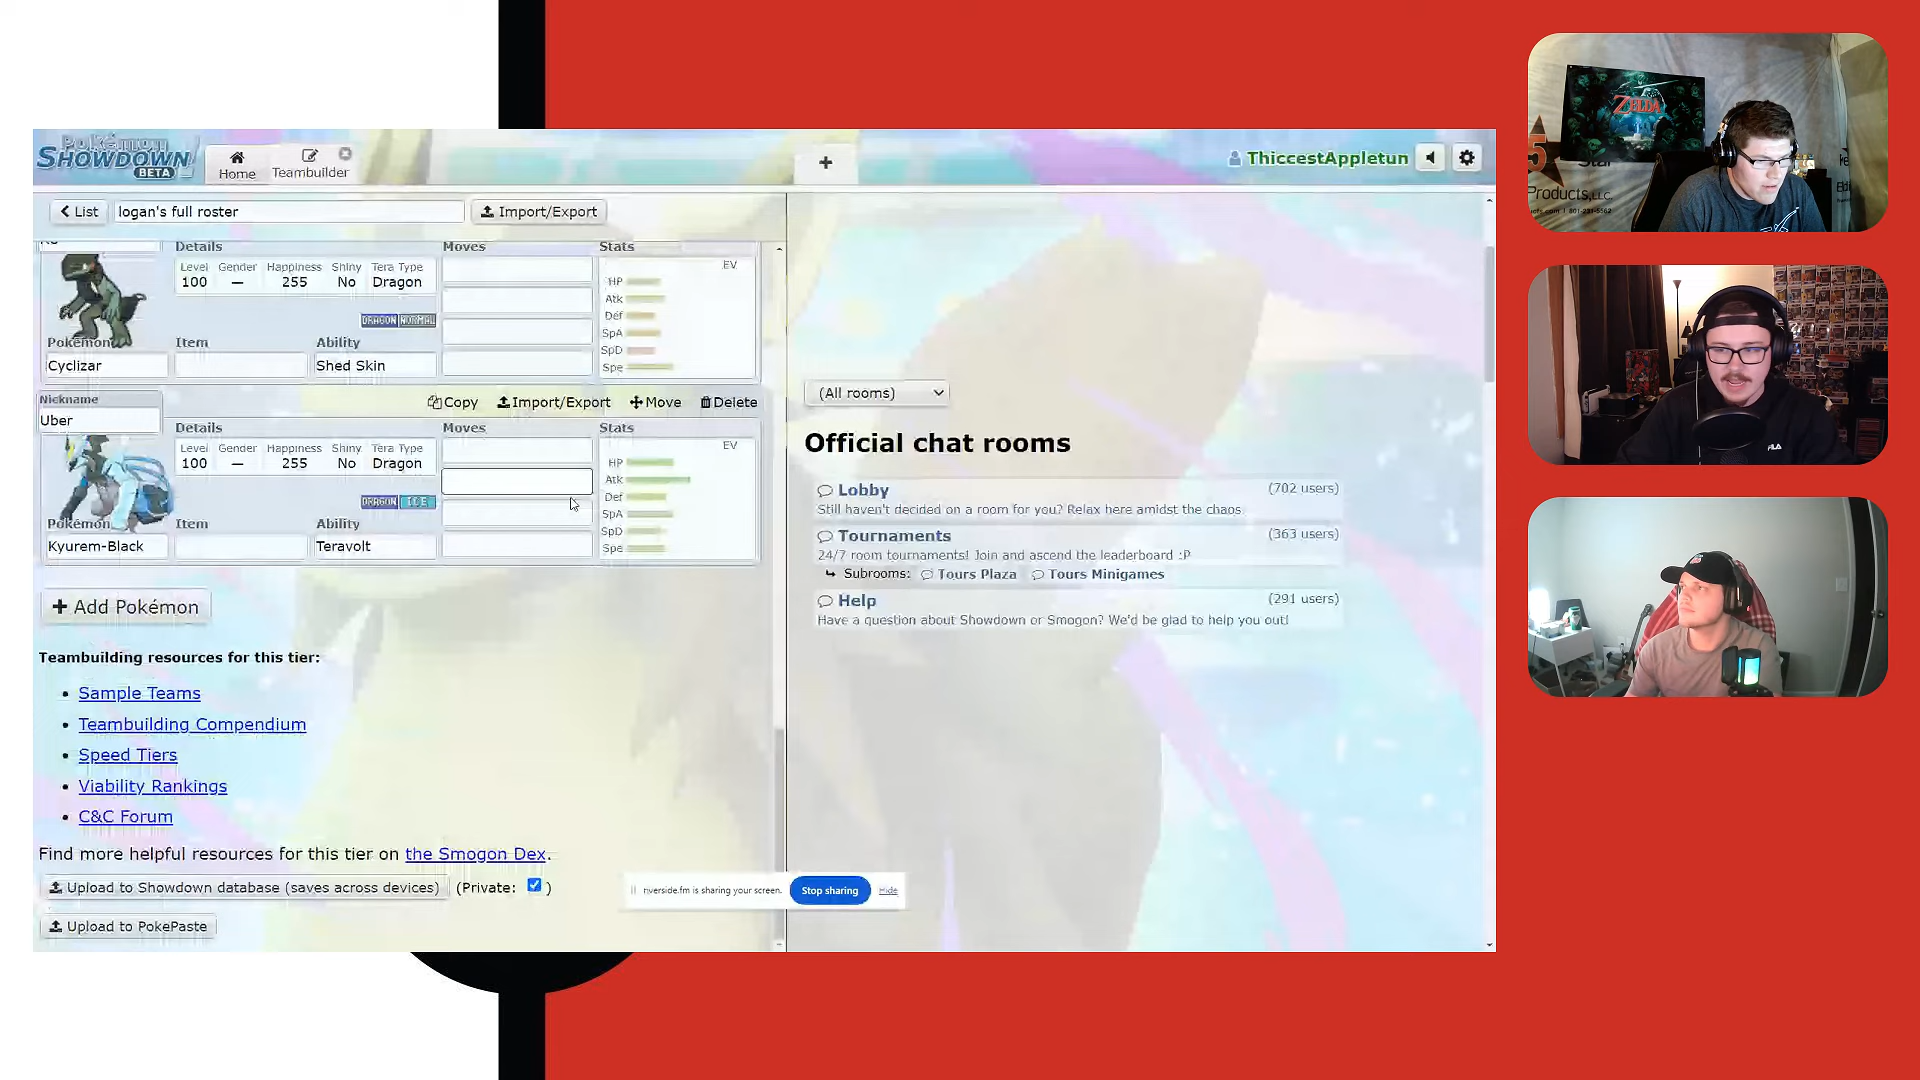 Pokémon
SHOWDOWN
BETA
Home
Teambuilder
+
ThiccestAppletun
List
logan's full roster
Import/Export
Details
Moves
Stats
Level
Gender
Happiness
Shiny
Tera Type
EV
100
—
255
No
Dragon
HP
Atk
Def
SpA
SpD
Spe
DRAGON
NORMAL
Pokémon
Item
Ability
Cyclizar
Shed Skin
Nickname
Uber
Copy
Import/Export
Move
Delete
Details
Moves
Stats
Level
Gender
Happiness
Shiny
Tera Type
EV
100
—
255
No
Dragon
HP
Atk
Def
SpA
SpD
Spe
DRAGON
ICE
Pokémon
Item
Ability
Kyurem-Black
Teravolt
+ Add Pokémon
Teambuilding resources for this tier:
• Sample Teams
• Teambuilding Compendium
• Speed Tiers
• Viability Rankings
• C&C Forum
Find more helpful resources for this tier on the Smogon Dex.
Upload to Showdown database (saves across devices)
(Private: )
Upload to PokePaste
(All rooms)
Official chat rooms
Lobby
(702 users)
Still haven't decided on a room for you? Relax here amidst the chaos.
Tournaments
(363 users)
24/7 room tournaments! Join and ascend the leaderboard :P
Subrooms: Tours Plaza Tours Minigames
Help
(291 users)
Have a question about Showdown or Smogon? We'd be glad to help you out!
riverside.fm is sharing your screen.
Stop sharing
Hide
ZELDA
5
Star
Products, LLC.
FILA